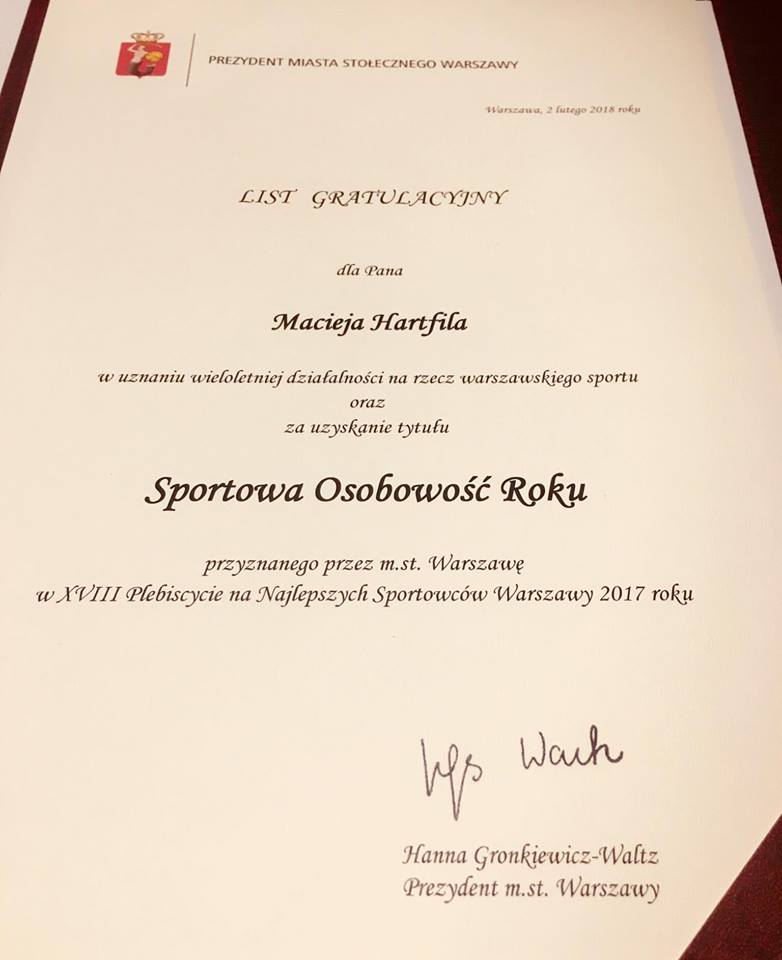 PREZYDENT MIASTA STOŁECZNEGO WARSZAWY
Warszawa, 2 lutego 2018 roku
LIST GRATULACYJNY
dla Pana
Macieja Hartfila
w uznaniu wieloletniej działalności na rzecz warszawskiego sportu
oraz
za uzyskanie tytułu
Sportowa Osobowość Roku
przyznanego przez m.st. Warszawę
w XVIII Plebiscycie na Najlepszych Sportowców Warszawy 2017 roku
Hanna Gronkiewicz-Waltz
Prezydent m.st. Warszawy